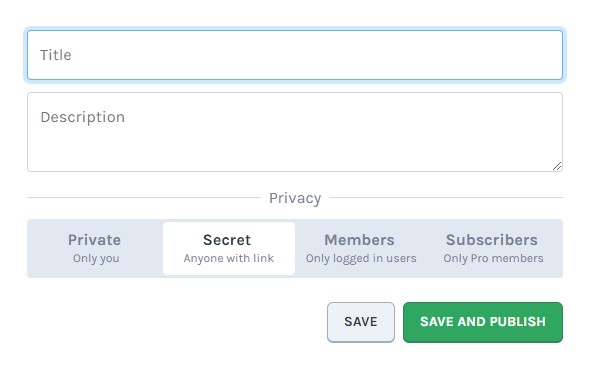 Title
Description
Privacy
Private Secret Members Subscribers
Only you Anyone with link Only logged in users Only Pro members
SAVE SAVE AND PUBLISH